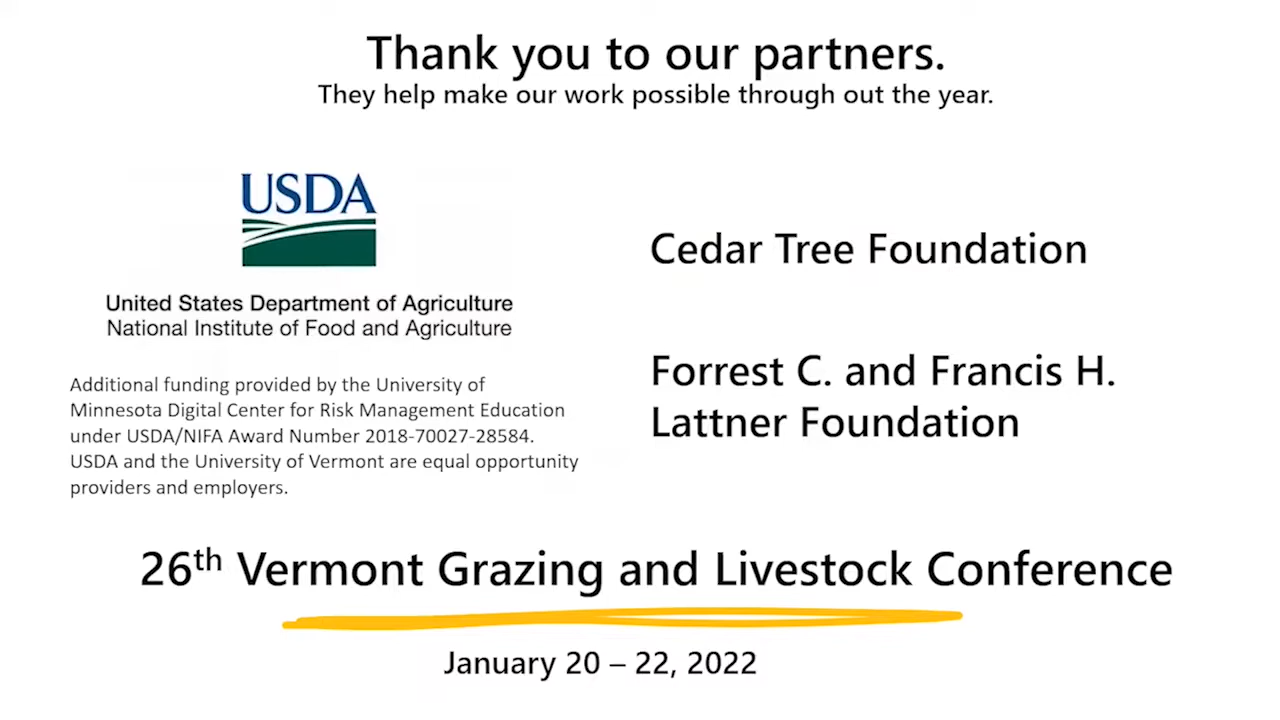 Thank you to our partners.
They help make our work possible through out the year.
USDA
United States Department of Agriculture
National Institute of Food and Agriculture
Additional funding provided by the University of
Minnesota Digital Center for Risk Management Education
under USDA/NIFA Award Number 2018-70027-28584.
USDA and the University of Vermont are equal opportunity
providers and employers.
Cedar Tree Foundation
Forrest C. and Francis H.
Lattner Foundation
26th Vermont Grazing and Livestock Conference
January 20 – 22, 2022